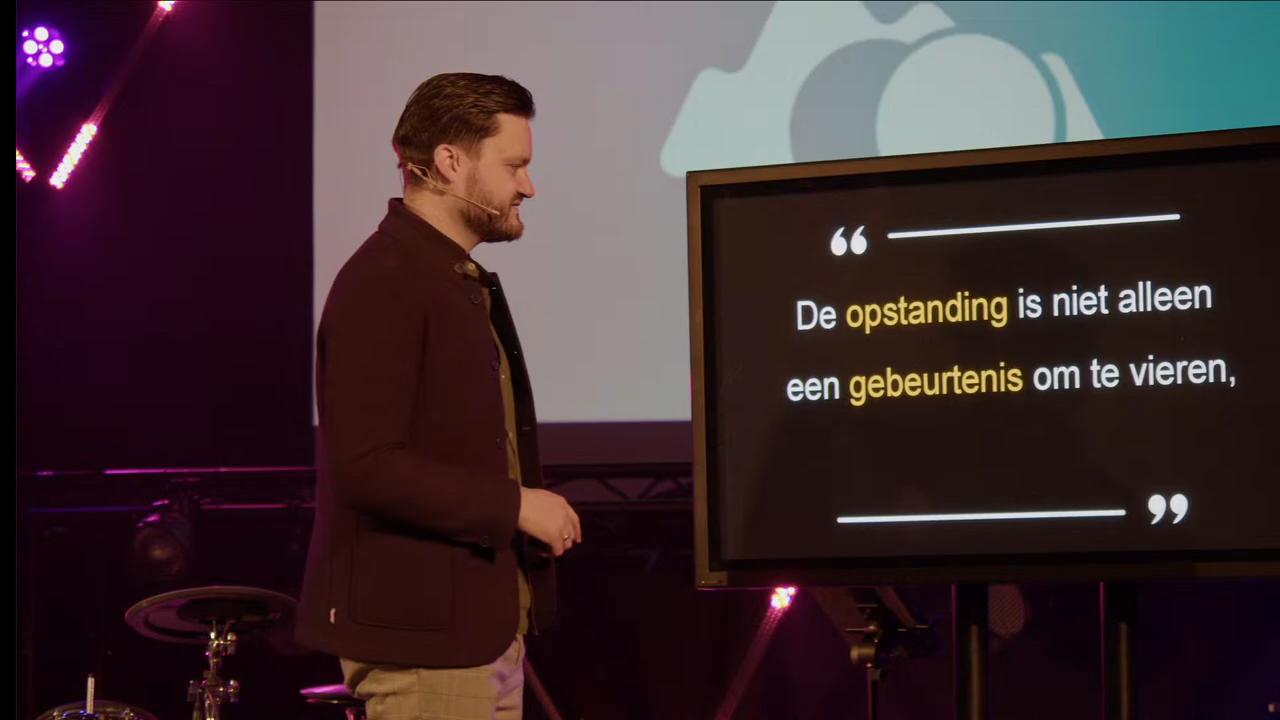 “
De opstanding is niet alleen
een gebeurtenis om te vieren,
”